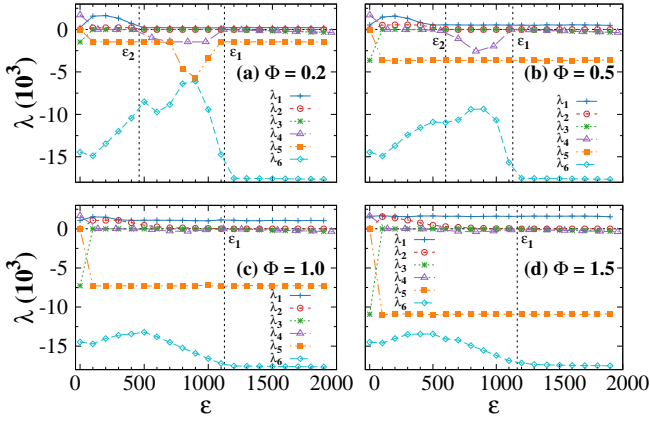 λ (10³)
0
-5
-10
-15
ε₂
ε₁
(a) Φ = 0.2
λ₁
λ₂
λ₃
λ₄
λ₅
λ₆
ε₂
ε₁
(b) Φ = 0.5
λ₁
λ₂
λ₃
λ₄
λ₅
λ₆
λ (10³)
0
-5
-10
-15
ε₁
(c) Φ = 1.0
λ₁
λ₂
λ₃
λ₄
λ₅
λ₆
0 500 1000 1500
ε
ε₁
(d) Φ = 1.5
λ₁
λ₂
λ₃
λ₄
λ₅
λ₆
2000 0 500 1000 1500 2000
ε